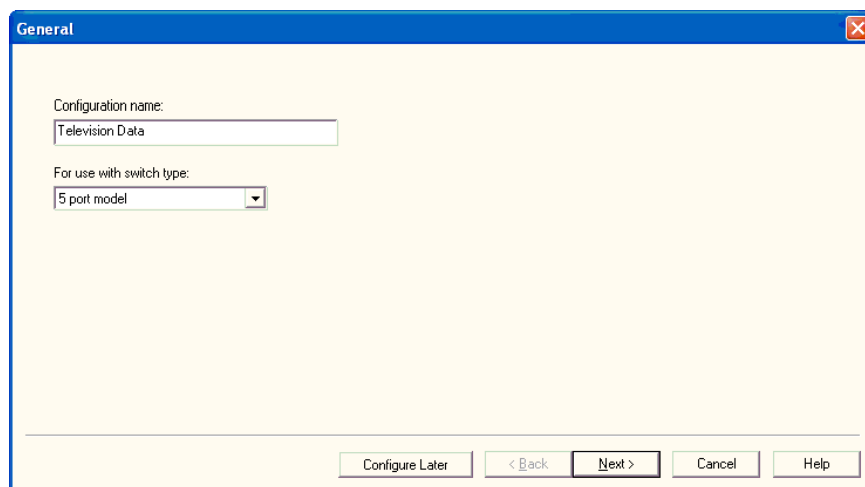 General
Configuration name:
Television Data
For use with switch type:
5 port model
Configure Later
< Back
Next >
Cancel
Help